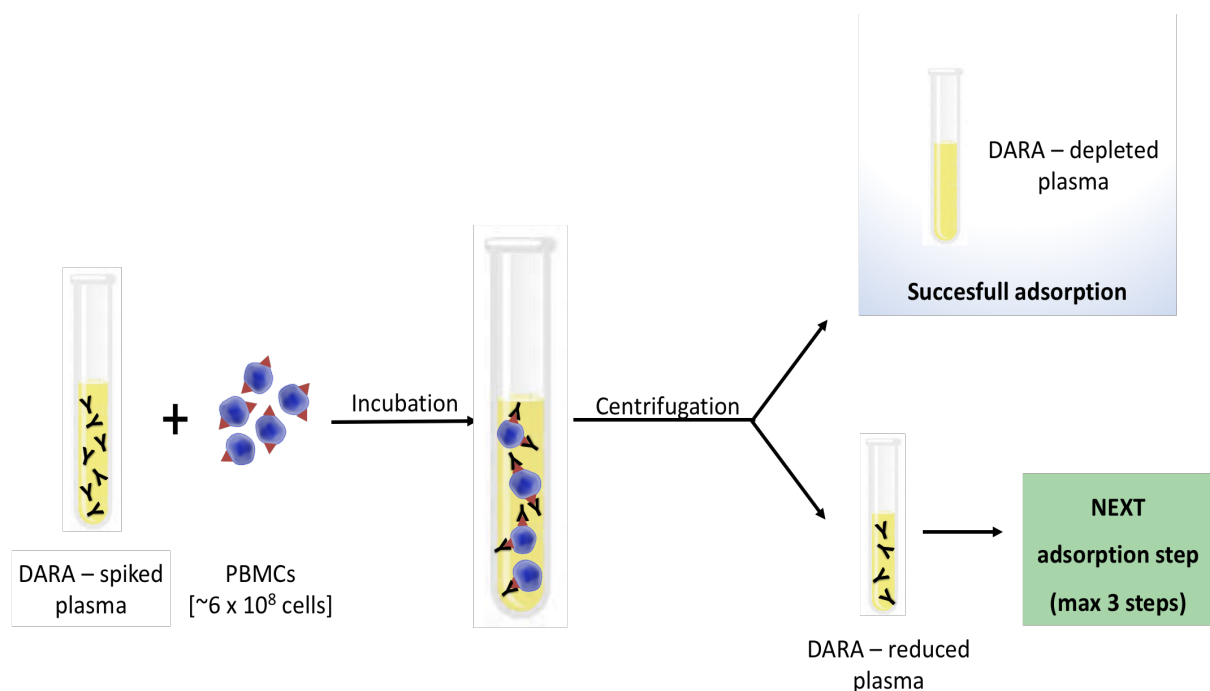 DARA – spiked
plasma
+
PBMCs
[~6 x 10⁸ cells]
Incubation
Centrifugation
DARA – depleted
plasma
Succesfull adsorption
DARA – reduced
plasma
NEXT
adsorption step
(max 3 steps)